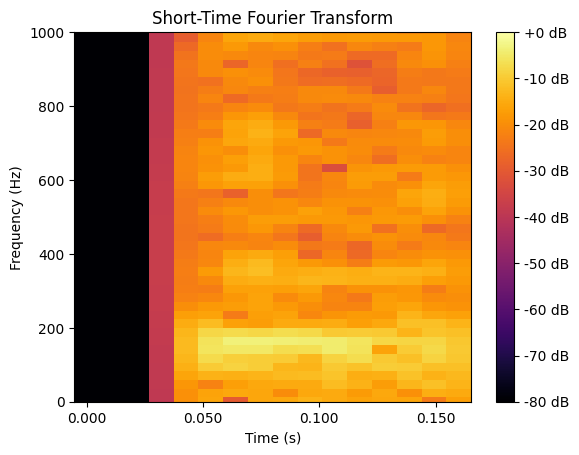 Short-Time Fourier Transform
1000
800
600
400
200
0
Frequency (Hz)
0.000
0.050
0.100
0.150
Time (s)
+0 dB
-10 dB
-20 dB
-30 dB
-40 dB
-50 dB
-60 dB
-70 dB
-80 dB